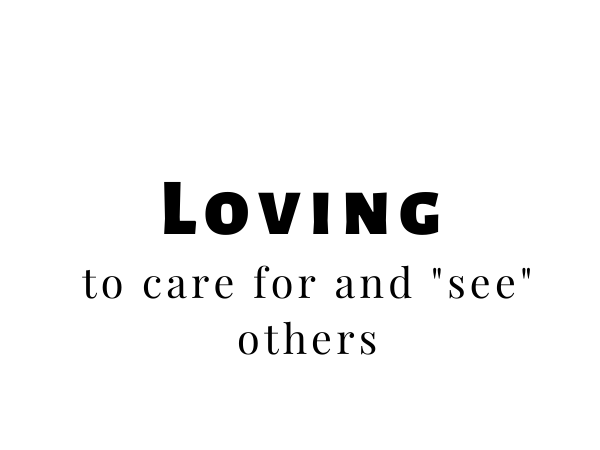 Loving
to care for and "see"
others